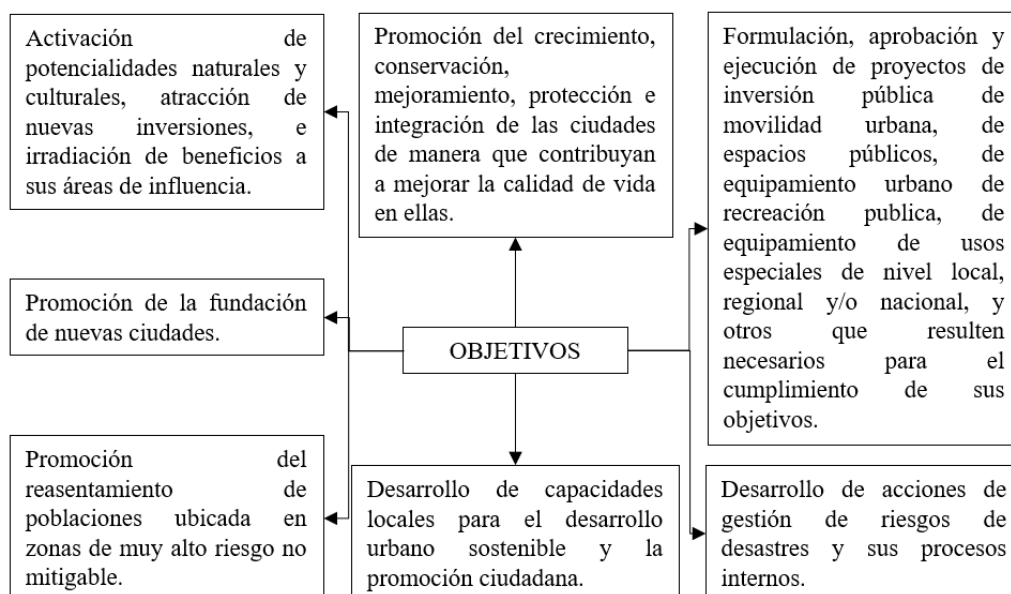 Activación de
potencialidades naturales y
culturales, atracción de
nuevas inversiones, e
irradiación de beneficios a
sus áreas de influencia.
Promoción del crecimiento,
conservación,
mejoramiento, protección e
integración de las ciudades
de manera que contribuyan
a mejorar la calidad de vida
en ellas.
Formulación, aprobación y
ejecución de proyectos de
inversión pública de
movilidad urbana, de
espacios públicos, de
equipamiento urbano de
recreación publica, de
equipamiento de usos
especiales de nivel local,
regional y/o nacional, y
otros que resulten
necesarios para el
cumplimiento de sus
objetivos.
Promoción de la fundación
de nuevas ciudades.
OBJETIVOS
Promoción del
reasentamiento de
poblaciones ubicada en
zonas de muy alto riesgo no
mitigable.
Desarrollo de capacidades
locales para el desarrollo
urbano sostenible y la
promoción ciudadana.
Desarrollo de acciones de
gestión de riesgos de
desastres y sus procesos
internos.